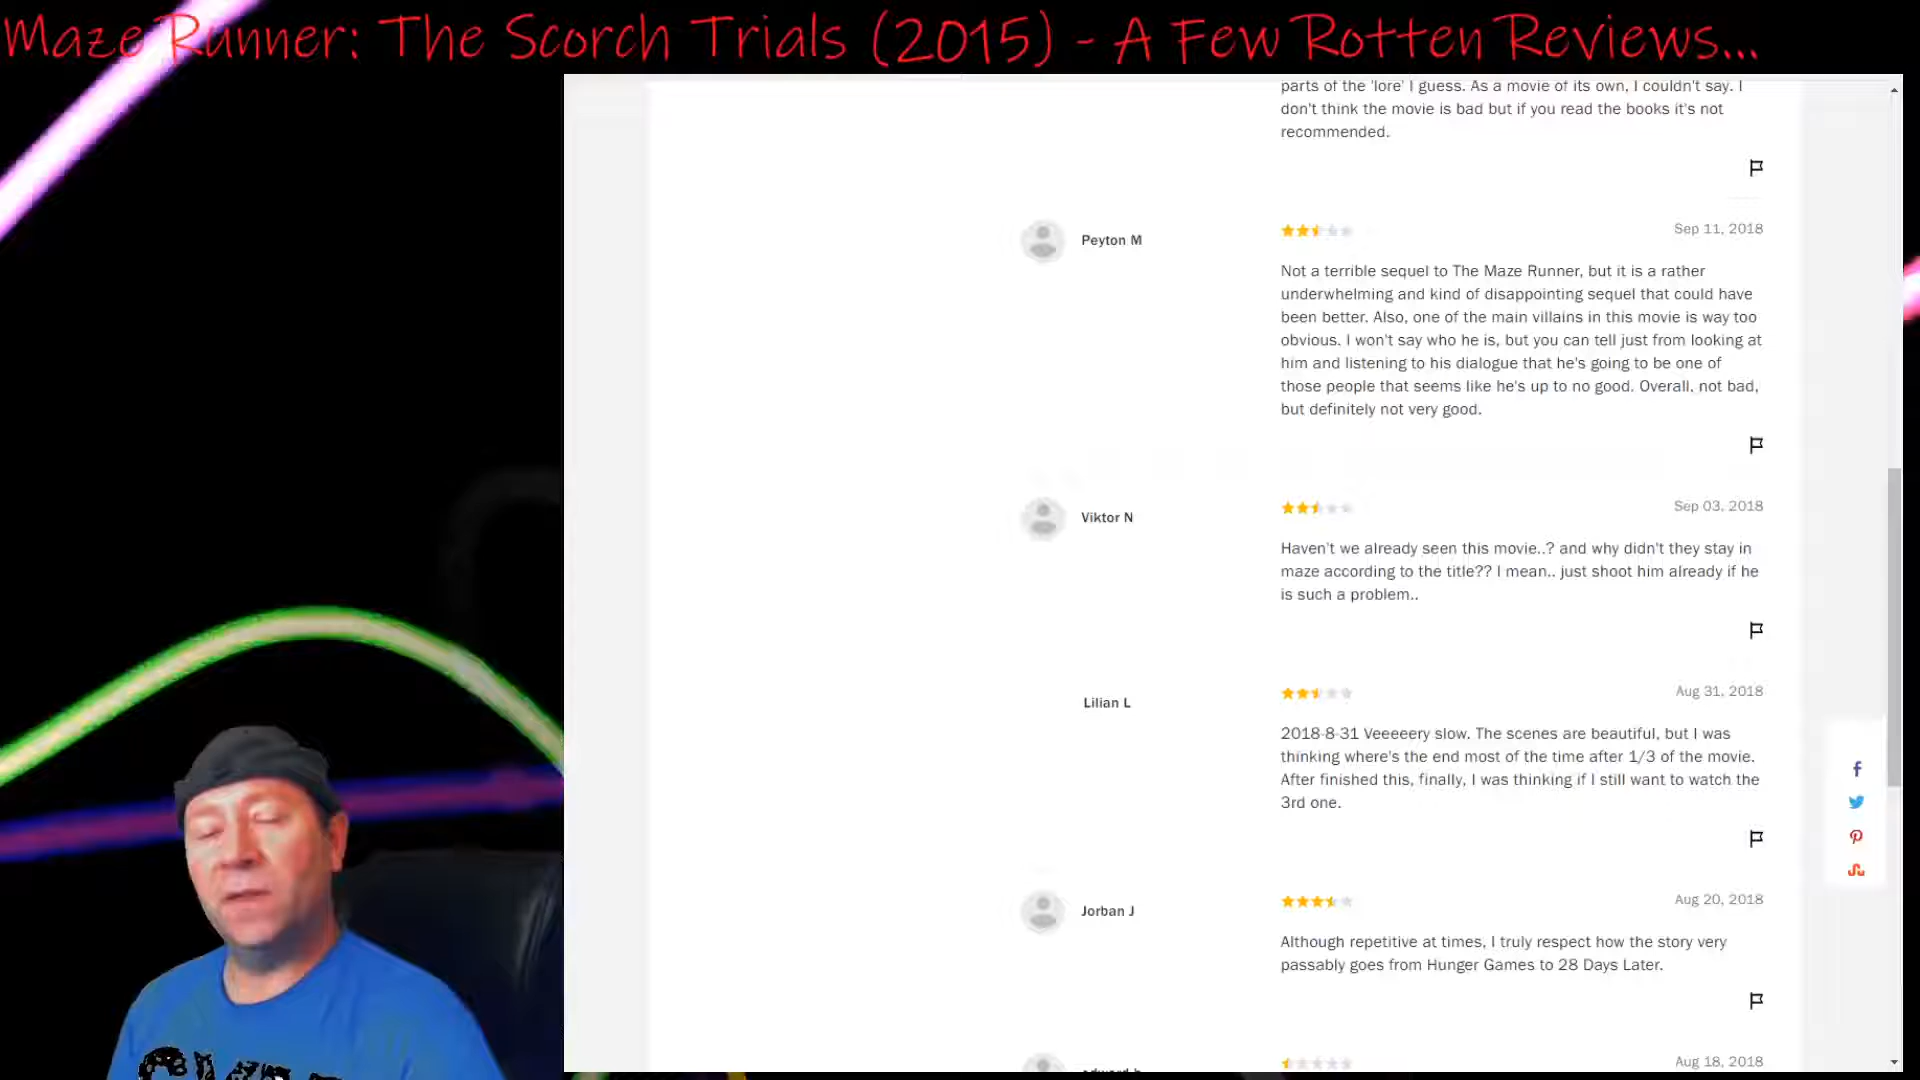 Maze Runner: The Scorch Trials (2015) - A Few Rotten Reviews...
parts of the 'lore' I guess. As a movie of its own, I couldn't say. I
don't think the movie is bad but if you read the books it's not
recommended.
Peyton M
Sep 11, 2018
Not a terrible sequel to The Maze Runner, but it is a rather
underwhelming and kind of disappointing sequel that could have
been better. Also, one of the main villains in this movie is way too
obvious. I won't say who he is, but you can tell just from looking at
him and listening to his dialogue that he's going to be one of
those people that seems like he's up to no good. Overall, not bad,
but definitely not very good.
Viktor N
Sep 03, 2018
Haven't we already seen this movie..? and why didn't they stay in
maze according to the title?? I mean.. just shoot him already if he
is such a problem..
Lilian L
Aug 31, 2018
2018-8-31 Veeeeery slow. The scenes are beautiful, but I was
thinking where's the end most of the time after 1/3 of the movie.
After finished this, finally, I was thinking if I still want to watch the
3rd one.
Jorban J
Aug 20, 2018
Although repetitive at times, I truly respect how the story very
passably goes from Hunger Games to 28 Days Later.
Aug 18, 2018